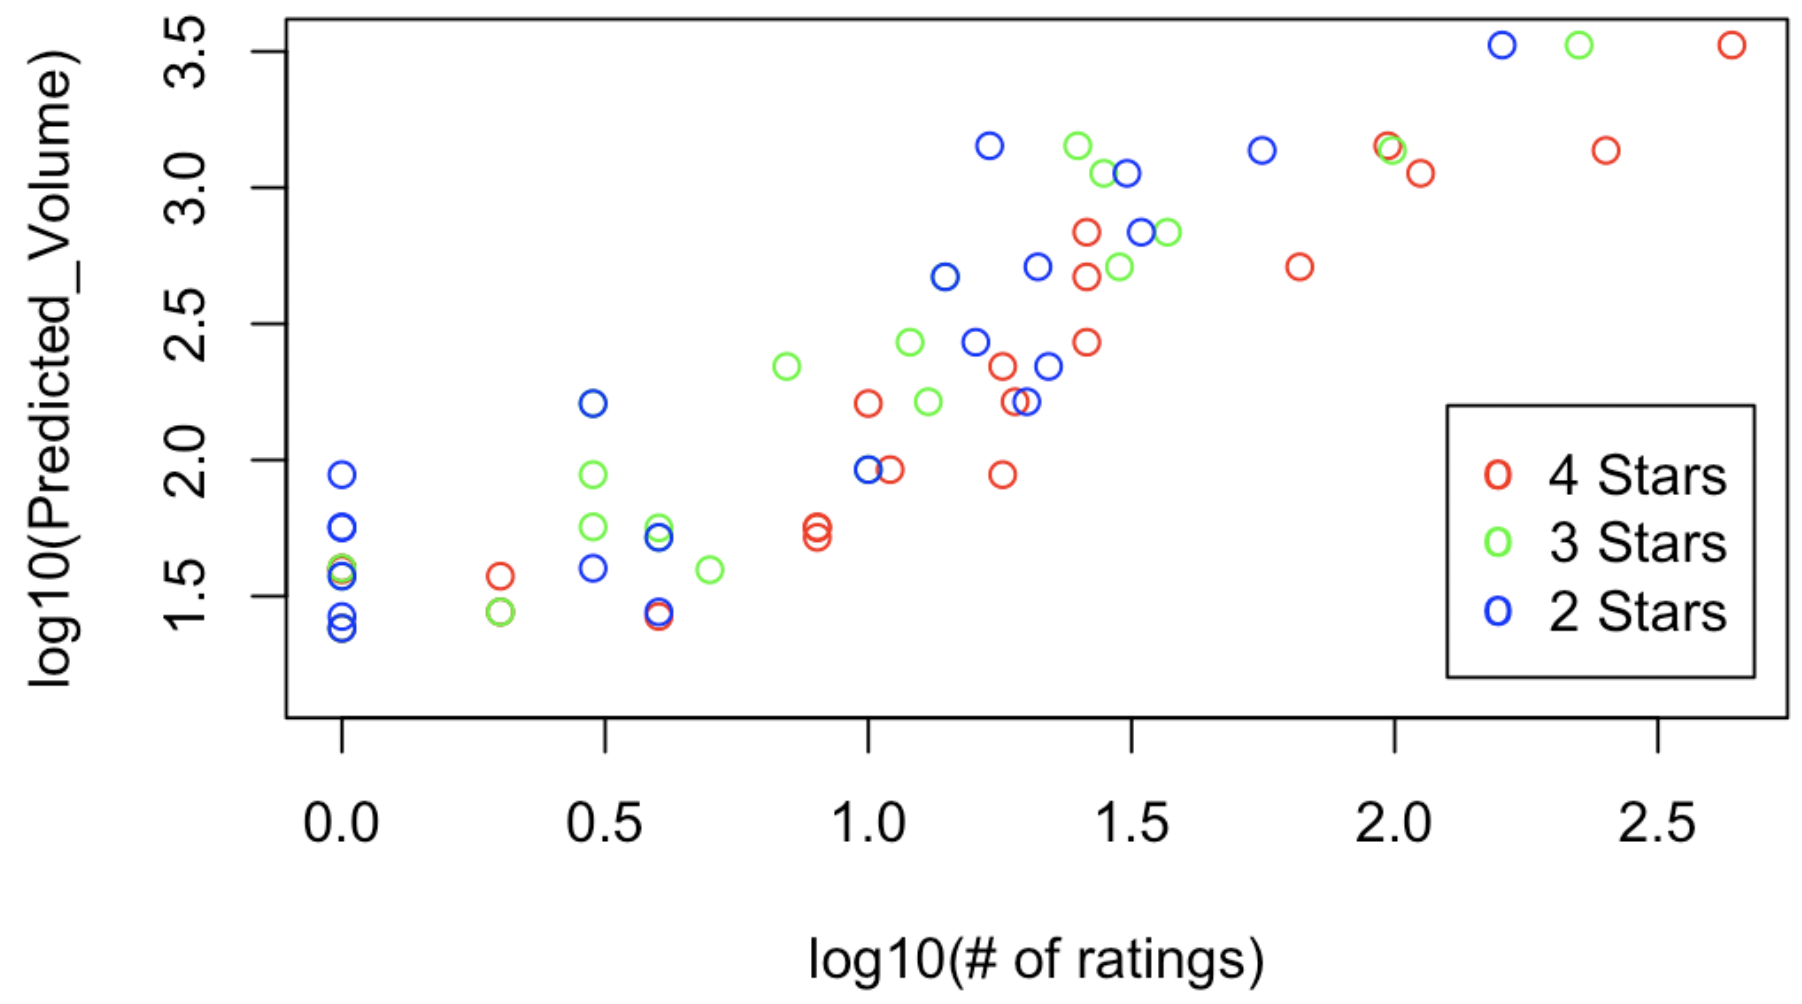 log10(Predicted_Volume)
3.5
3.0
2.5
2.0
1.5
4 Stars
3 Stars
2 Stars
0.0 0.5 1.0 1.5 2.0 2.5
log10(# of ratings)